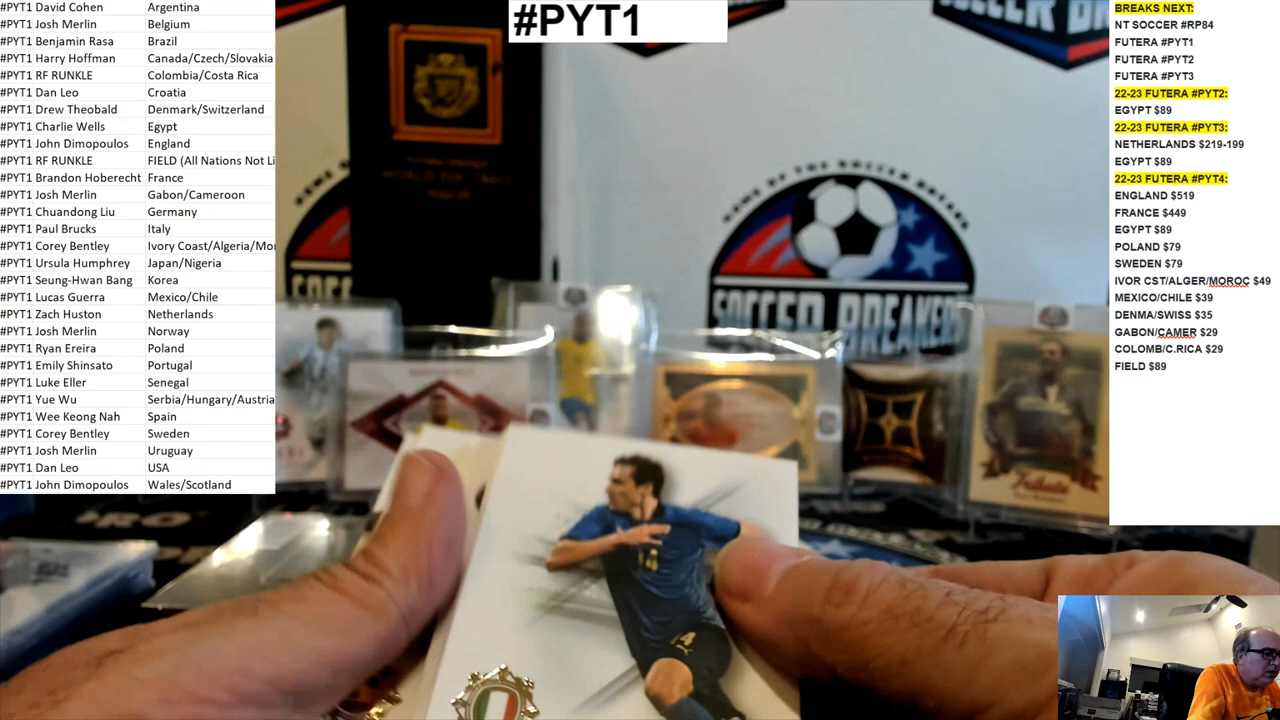 #PYT1
#PYT1 David Cohen Argentina
#PYT1 Josh Merlin Belgium
#PYT1 Benjamin Rasa Brazil
#PYT1 Harry Hoffman Canada/Czech/Slovakia
#PYT1 RF RUNKLE Colombia/Costa Rica
#PYT1 Dan Leo Croatia
#PYT1 Drew Theobald Denmark/Switzerland
#PYT1 Charlie Wells Egypt
#PYT1 John Dimopoulos England
#PYT1 RF RUNKLE FIELD (All Nations Not Li
#PYT1 Brandon Hoberecht France
#PYT1 Josh Merlin Gabon/Cameroon
#PYT1 Chuandong Liu Germany
#PYT1 Paul Brucks Italy
#PYT1 Corey Bentley Ivory Coast/Algeria/Mor
#PYT1 Ursula Humphrey Japan/Nigeria
#PYT1 Seung-Hwan Bang Korea
#PYT1 Lucas Guerra Mexico/Chile
#PYT1 Zach Huston Netherlands
#PYT1 Josh Merlin Norway
#PYT1 Ryan Ereira Poland
#PYT1 Emily Shinsato Portugal
#PYT1 Luke Eller Senegal
#PYT1 Yue Wu Serbia/Hungary/Austria
#PYT1 Wee Keong Nah Spain
#PYT1 Corey Bentley Sweden
#PYT1 Josh Merlin Uruguay
#PYT1 Dan Leo USA
#PYT1 John Dimopoulos Wales/Scotland
BREAKS NEXT:
NT SOCCER #RP84
FUTERA #PYT1
FUTERA #PYT2
FUTERA #PYT3
22-23 FUTERA #PYT2:
EGYPT $89
22-23 FUTERA #PYT3:
NETHERLANDS $219-199
EGYPT $89
22-23 FUTERA #PYT4:
ENGLAND $519
FRANCE $449
EGYPT $89
POLAND $79
SWEDEN $79
IVOR CST/ALGER/MOROC $49
MEXICO/CHILE $39
DENMA/SWISS $35
GABON/CAMER $29
COLOMB/C.RICA $29
FIELD $89
SOCCER BREAKERS
HOME OF THE SOCCER BREAKS
SOCCER BREAKER
Tribute
14
4